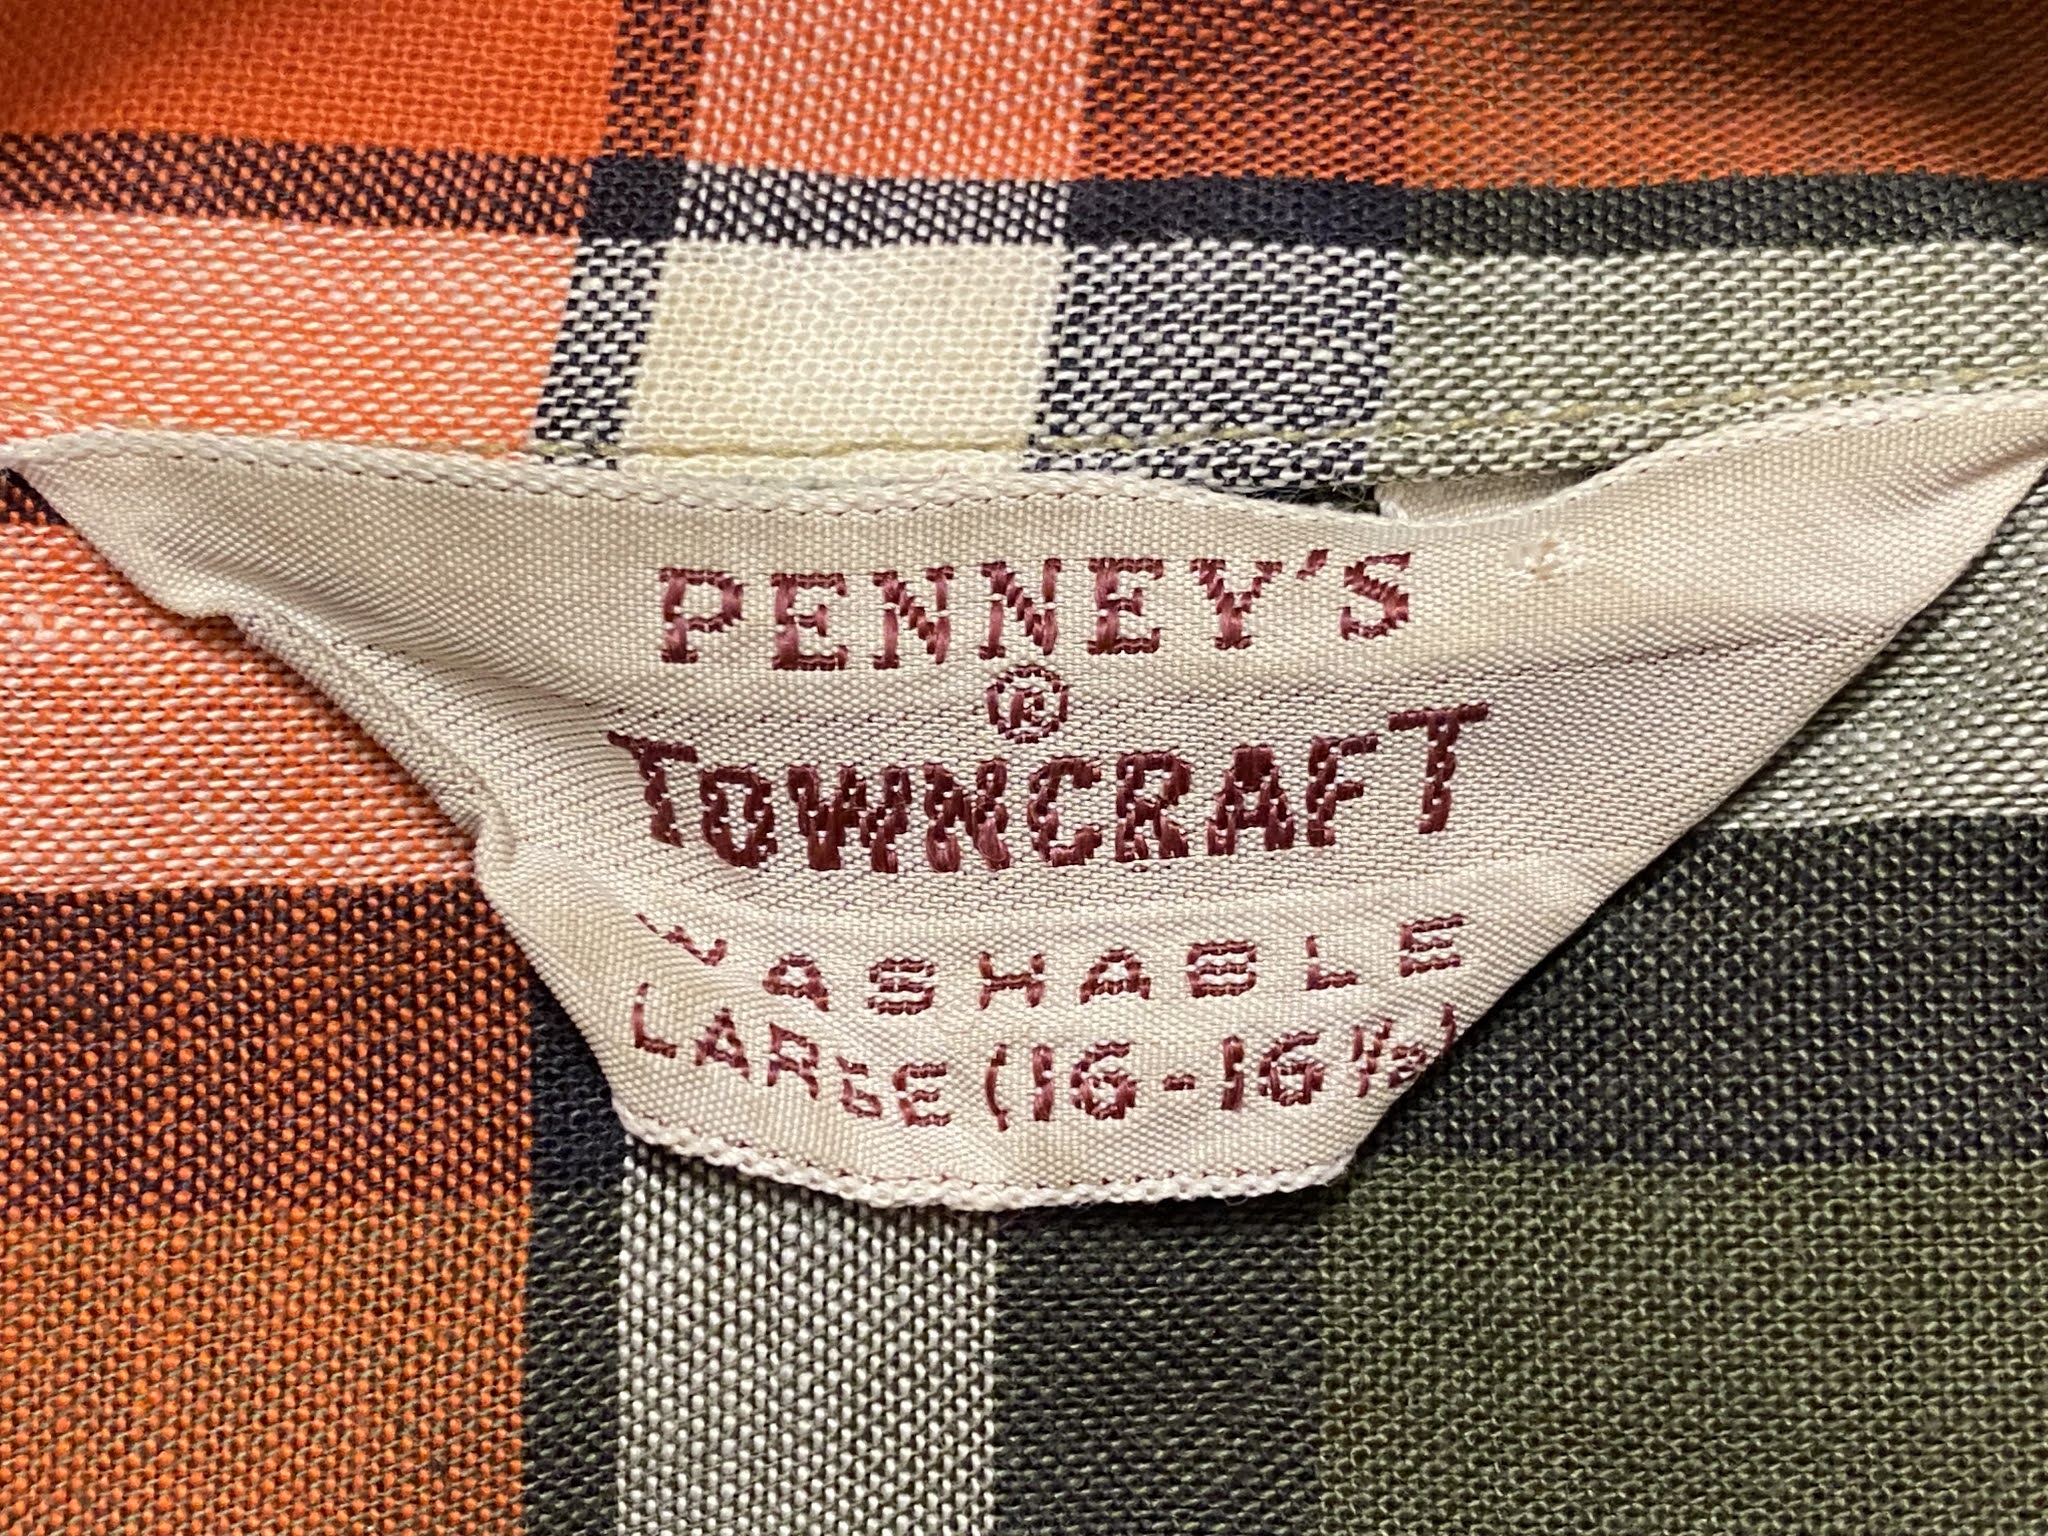 PENNEY'S
®
TOWNCRAFT
WASHABLE
LARGE (16-16½)